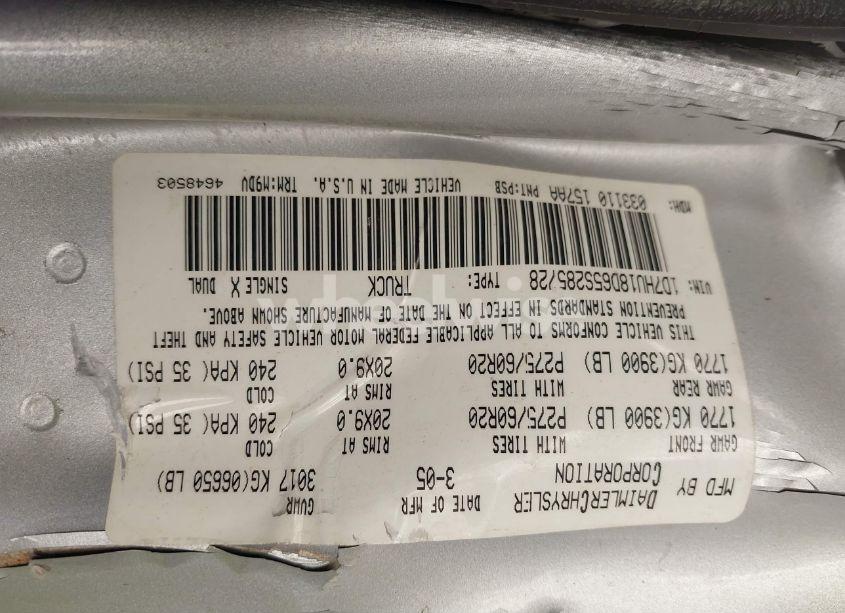 MFD BY DAIMLERCHRYSLER CORPORATION DATE OF MFR 3-05 GVWR 3017 KG(06650 LB)
GAWR FRONT WITH TIRES RIMS AT COLD
1770 KG(3900 LB) P275/60R20 20X9.0 240 KPA( 35 PSI)
GAWR REAR WITH TIRES RIMS AT COLD
1770 KG(3900 LB) P275/60R20 20X9.0 240 KPA( 35 PSI)
THIS VEHICLE CONFORMS TO ALL APPLICABLE FEDERAL MOTOR VEHICLE SAFETY AND THEFT
PREVENTION STANDARDS IN EFFECT ON THE DATE OF MANUFACTURE SHOWN ABOVE.
VIN: 1D7HU18D65S285728 TYPE: TRUCK SINGLE X DUAL
MDH: 033110 157AA PNT:PSB VEHICLE MADE IN U.S.A. TRM:M9DV 4648503